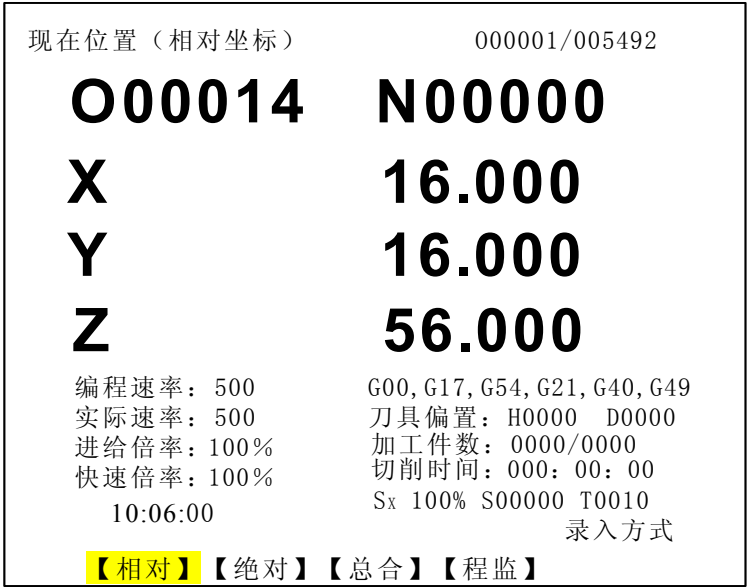 现在位置（相对坐标） 000001/005492
O00014 N00000
X 16.000
Y 16.000
Z 56.000
编程速率：500 G00,G17,G54,G21,G40,G49
实际速率：500 刀具偏置：H0000 D0000
进给倍率：100% 加工件数：0000/0000
快速倍率：100% 切削时间：000：00：00
10:06:00 Sx 100% S00000 T0010
录入方式
【相对】【绝对】【总合】【程监】